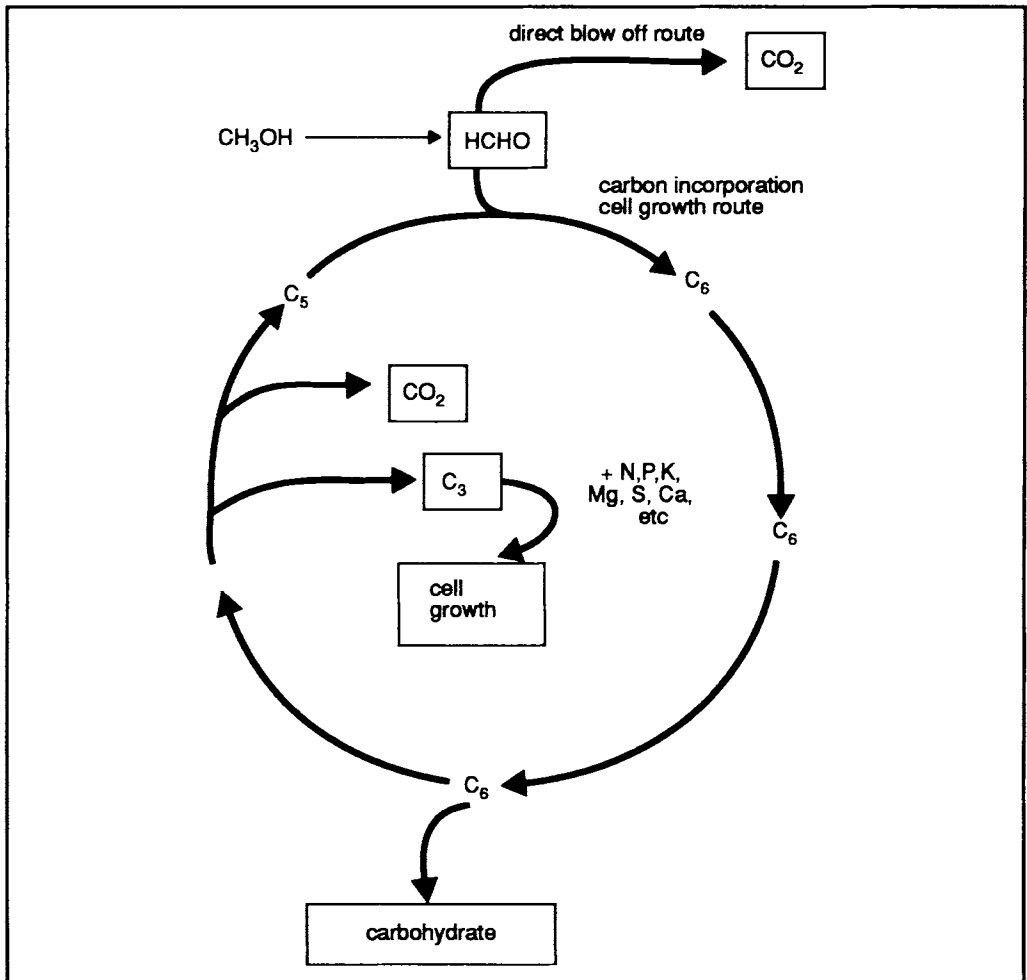 direct blow off route
CO₂
CH₃OH
HCHO
carbon incorporation
cell growth route
C₆
C₅
CO₂
C₃
+ N,P,K,
Mg, S, Ca,
etc
C₆
cell
growth
C₆
carbohydrate